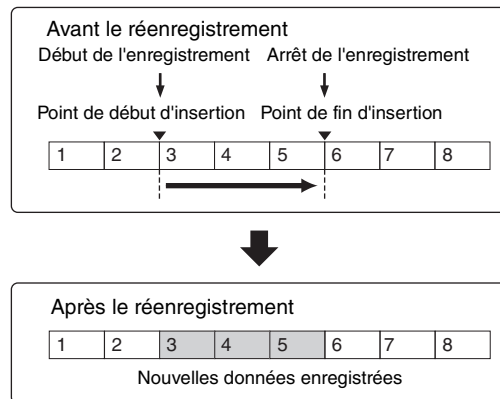 Avant le réenregistrement
Début de l'enregistrement Arrêt de l'enregistrement
Point de début d'insertion Point de fin d'insertion
1 2 3 4 5 6 7 8
Après le réenregistrement
1 2 3 4 5 6 7 8
Nouvelles données enregistrées